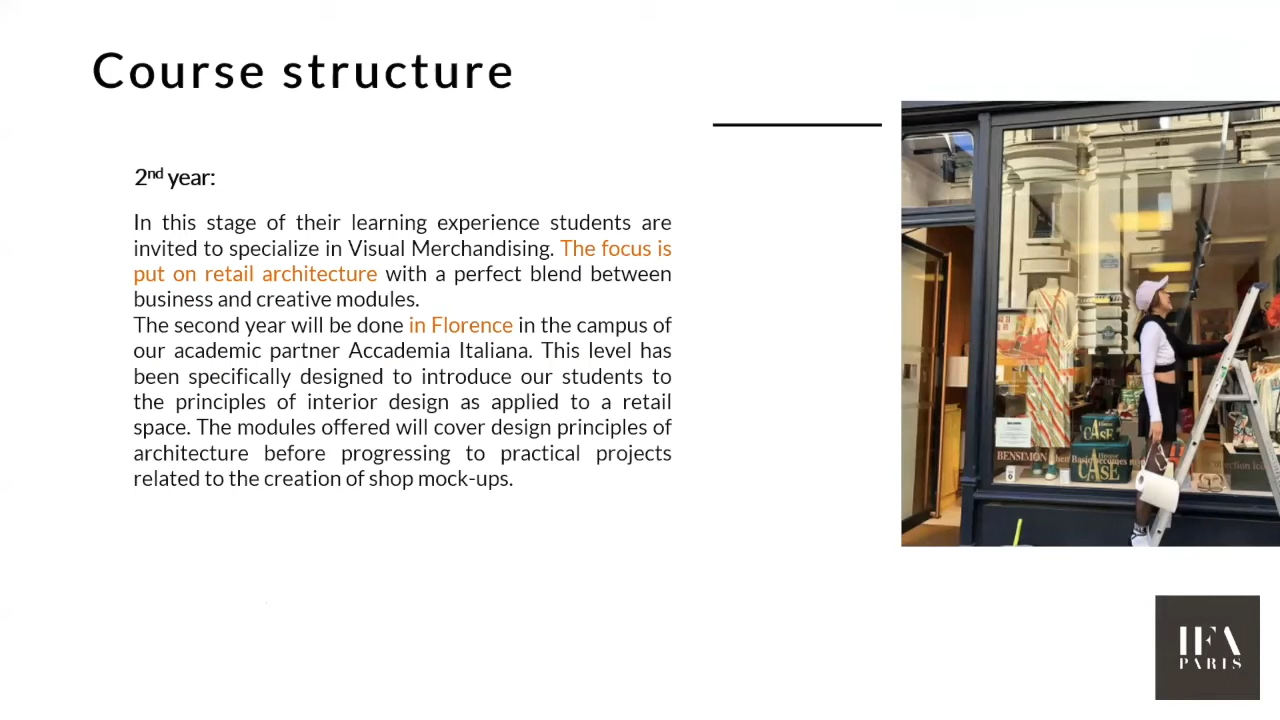 Course structure
2nd year:
In this stage of their learning experience students are
invited to specialize in Visual Merchandising. The focus is
put on retail architecture with a perfect blend between
business and creative modules.
The second year will be done in Florence in the campus of
our academic partner Accademia Italiana. This level has
been specifically designed to introduce our students to
the principles of interior design as applied to a retail
space. The modules offered will cover design principles of
architecture before progressing to practical projects
related to the creation of shop mock-ups.
CASE
BENSIMON
CASE
IFA
PARIS